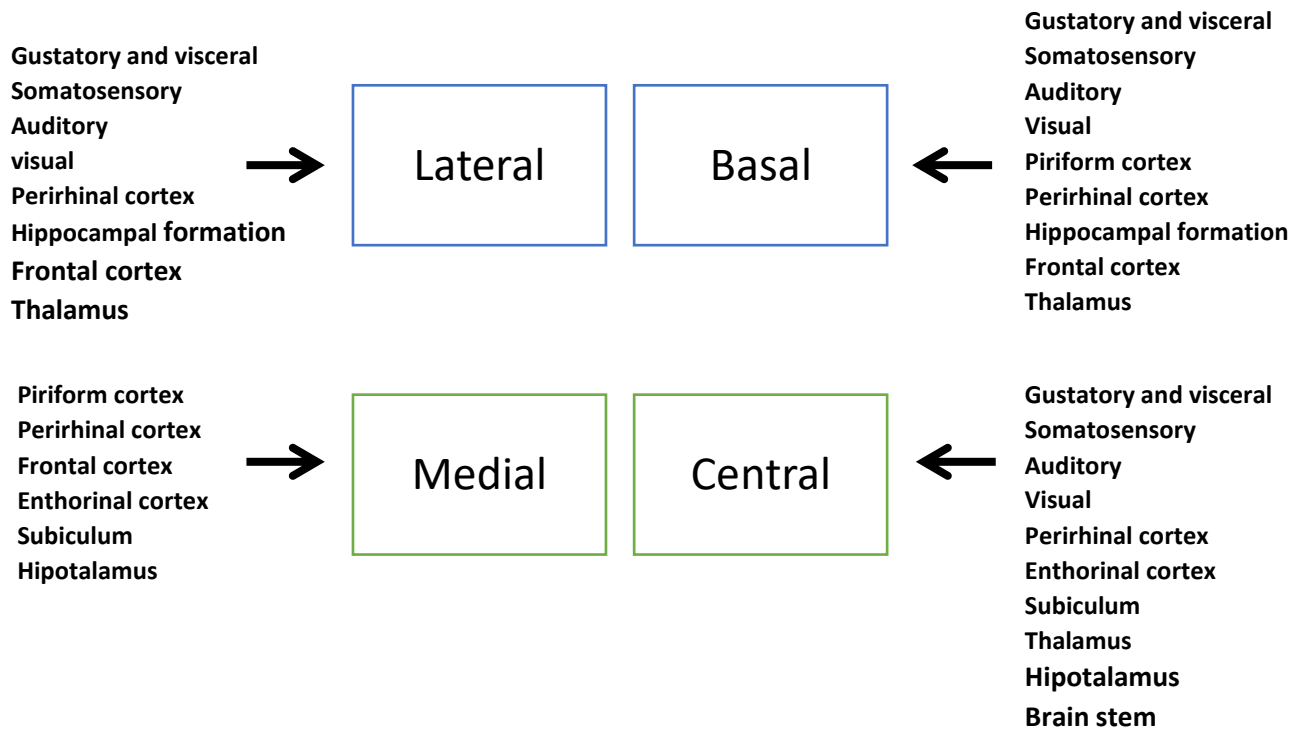 Gustatory and visceral
Somatosensory
Auditory
visual
Perirhinal cortex
Hippocampal formation
Frontal cortex
Thalamus
Lateral
Basal
Gustatory and visceral
Somatosensory
Auditory
Visual
Piriform cortex
Perirhinal cortex
Hippocampal formation
Frontal cortex
Thalamus
Piriform cortex
Perirhinal cortex
Frontal cortex
Enthorinal cortex
Subiculum
Hipotalamus
Medial
Central
Gustatory and visceral
Somatosensory
Auditory
Visual
Perirhinal cortex
Enthorinal cortex
Subiculum
Thalamus
Hipotalamus
Brain stem